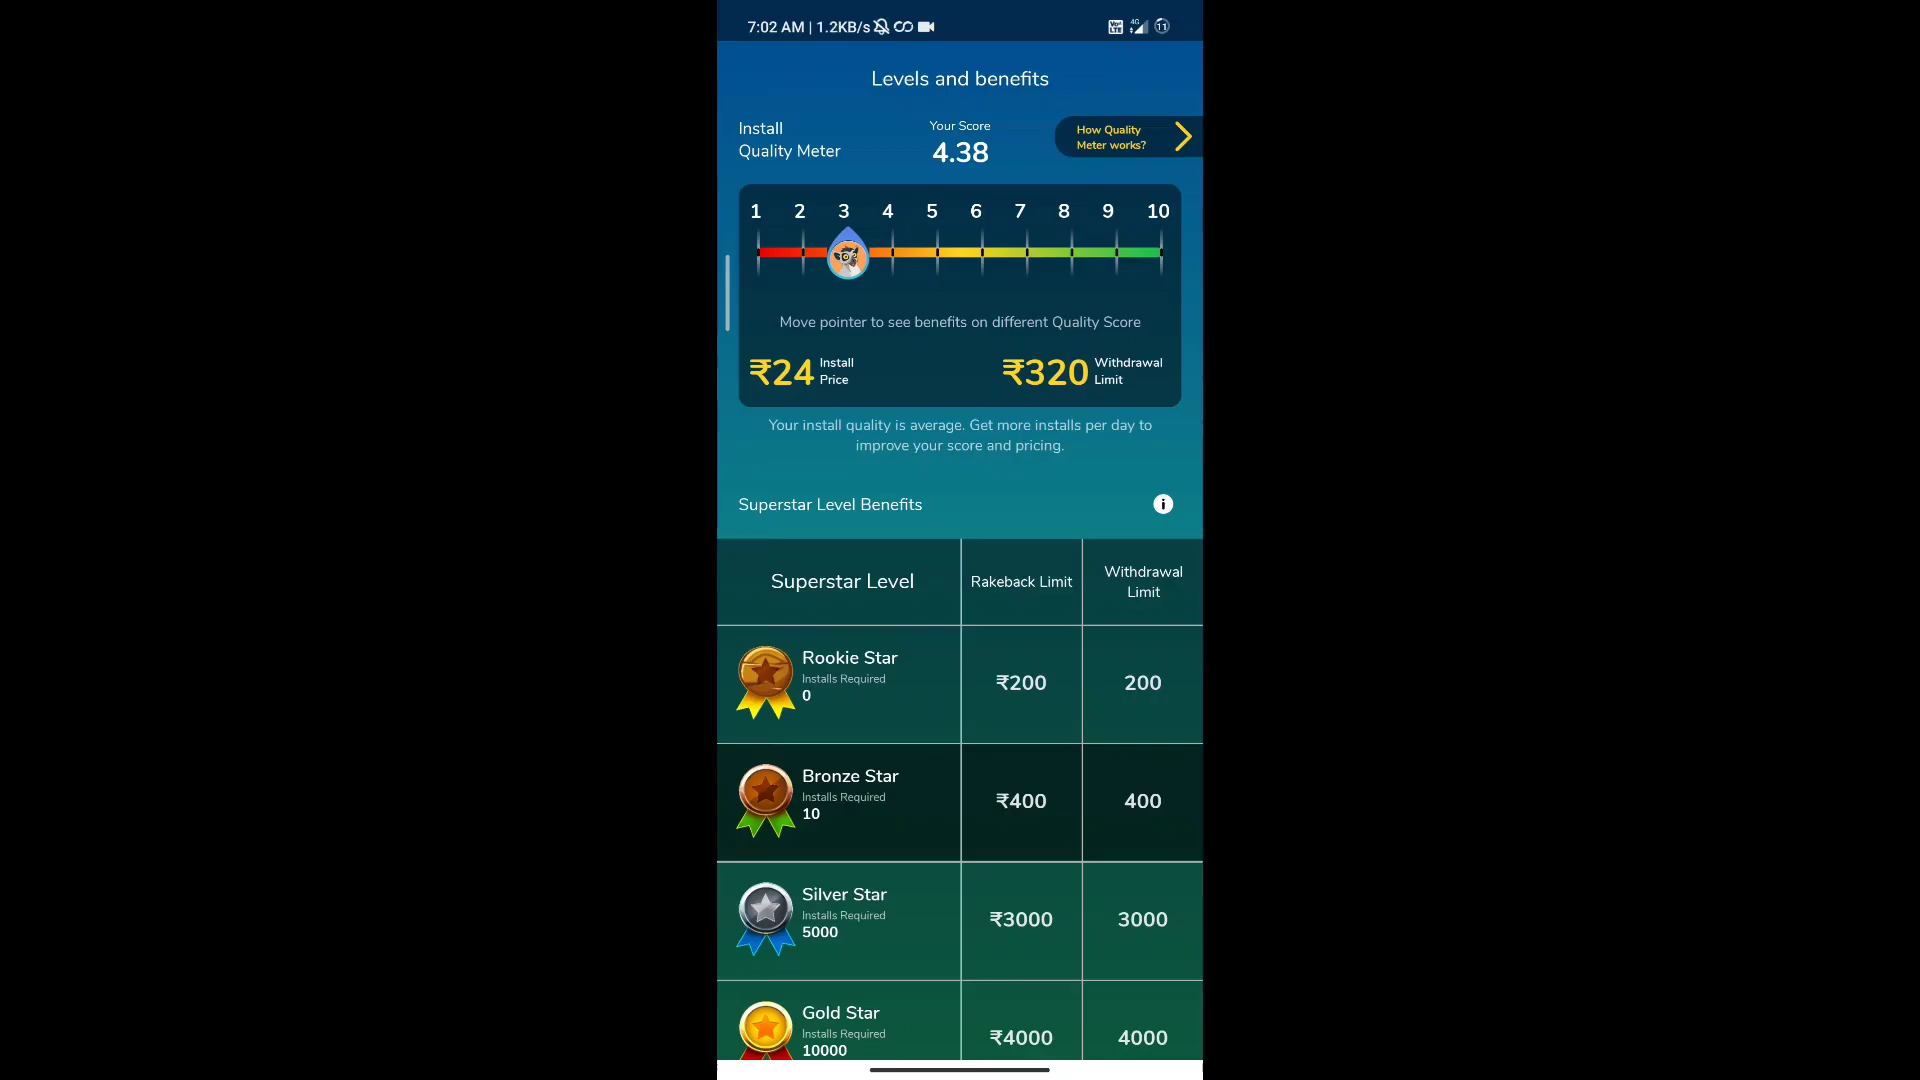 7:02 AM | 1.2KB/s
Vo LTE 4G 11
Levels and benefits
Install
Quality Meter
Your Score
4.38
How Quality
Meter works?
1 2 3 4 5 6 7 8 9 10
Move pointer to see benefits on different Quality Score
₹24 Install
Price
₹320 Withdrawal
Limit
Your install quality is average. Get more installs per day to
improve your score and pricing.
Superstar Level Benefits
Superstar Level
Rakeback Limit
Withdrawal
Limit
Rookie Star
Installs Required
0
₹200
200
Bronze Star
Installs Required
10
₹400
400
Silver Star
Installs Required
5000
₹3000
3000
Gold Star
Installs Required
10000
₹4000
4000